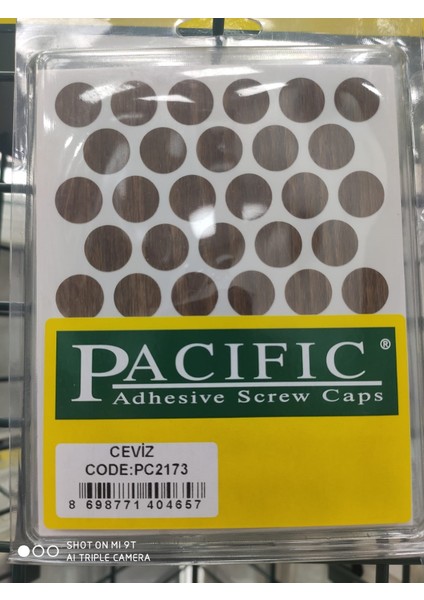 PACIFIC®
Adhesive Screw Caps
CEVİZ
CODE:PC2173
8 698771 404657
SHOT ON MI 9T
AI TRIPLE CAMERA